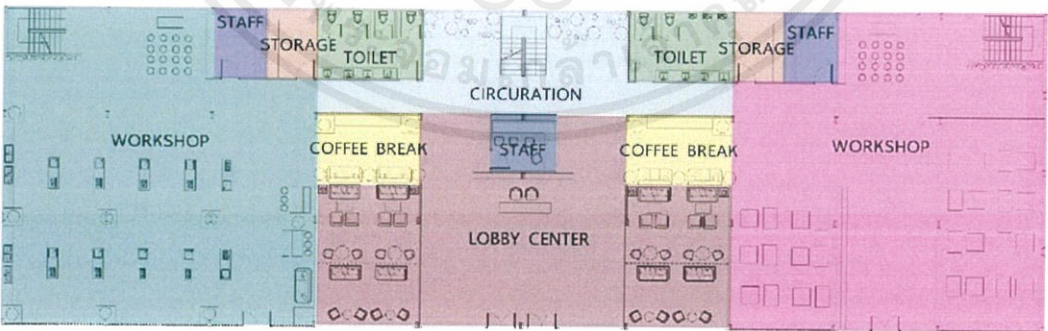 STAFF
STORAGE
TOILET
CIRCURATION
TOILET
STORAGE
STAFF
WORKSHOP
COFFEE BREAK
STAFF
COFFEE BREAK
WORKSHOP
LOBBY CENTER